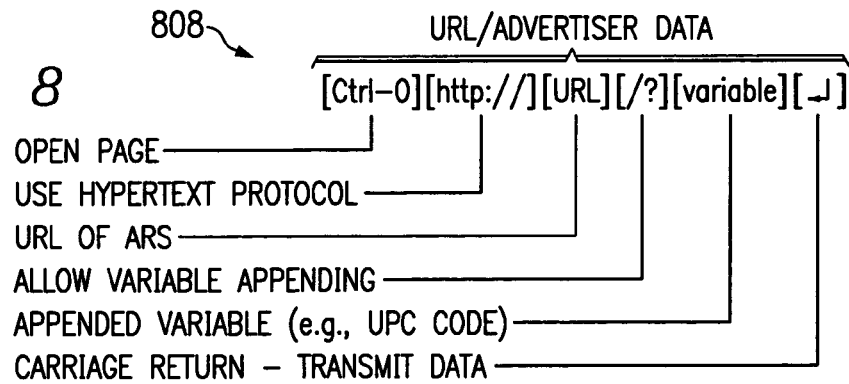 808
URL/ADVERTISER DATA
8
[Ctrl-O][http://][URL][/?][variable][↵]
OPEN PAGE
USE HYPERTEXT PROTOCOL
URL OF ARS
ALLOW VARIABLE APPENDING
APPENDED VARIABLE (e.g., UPC CODE)
CARRIAGE RETURN – TRANSMIT DATA